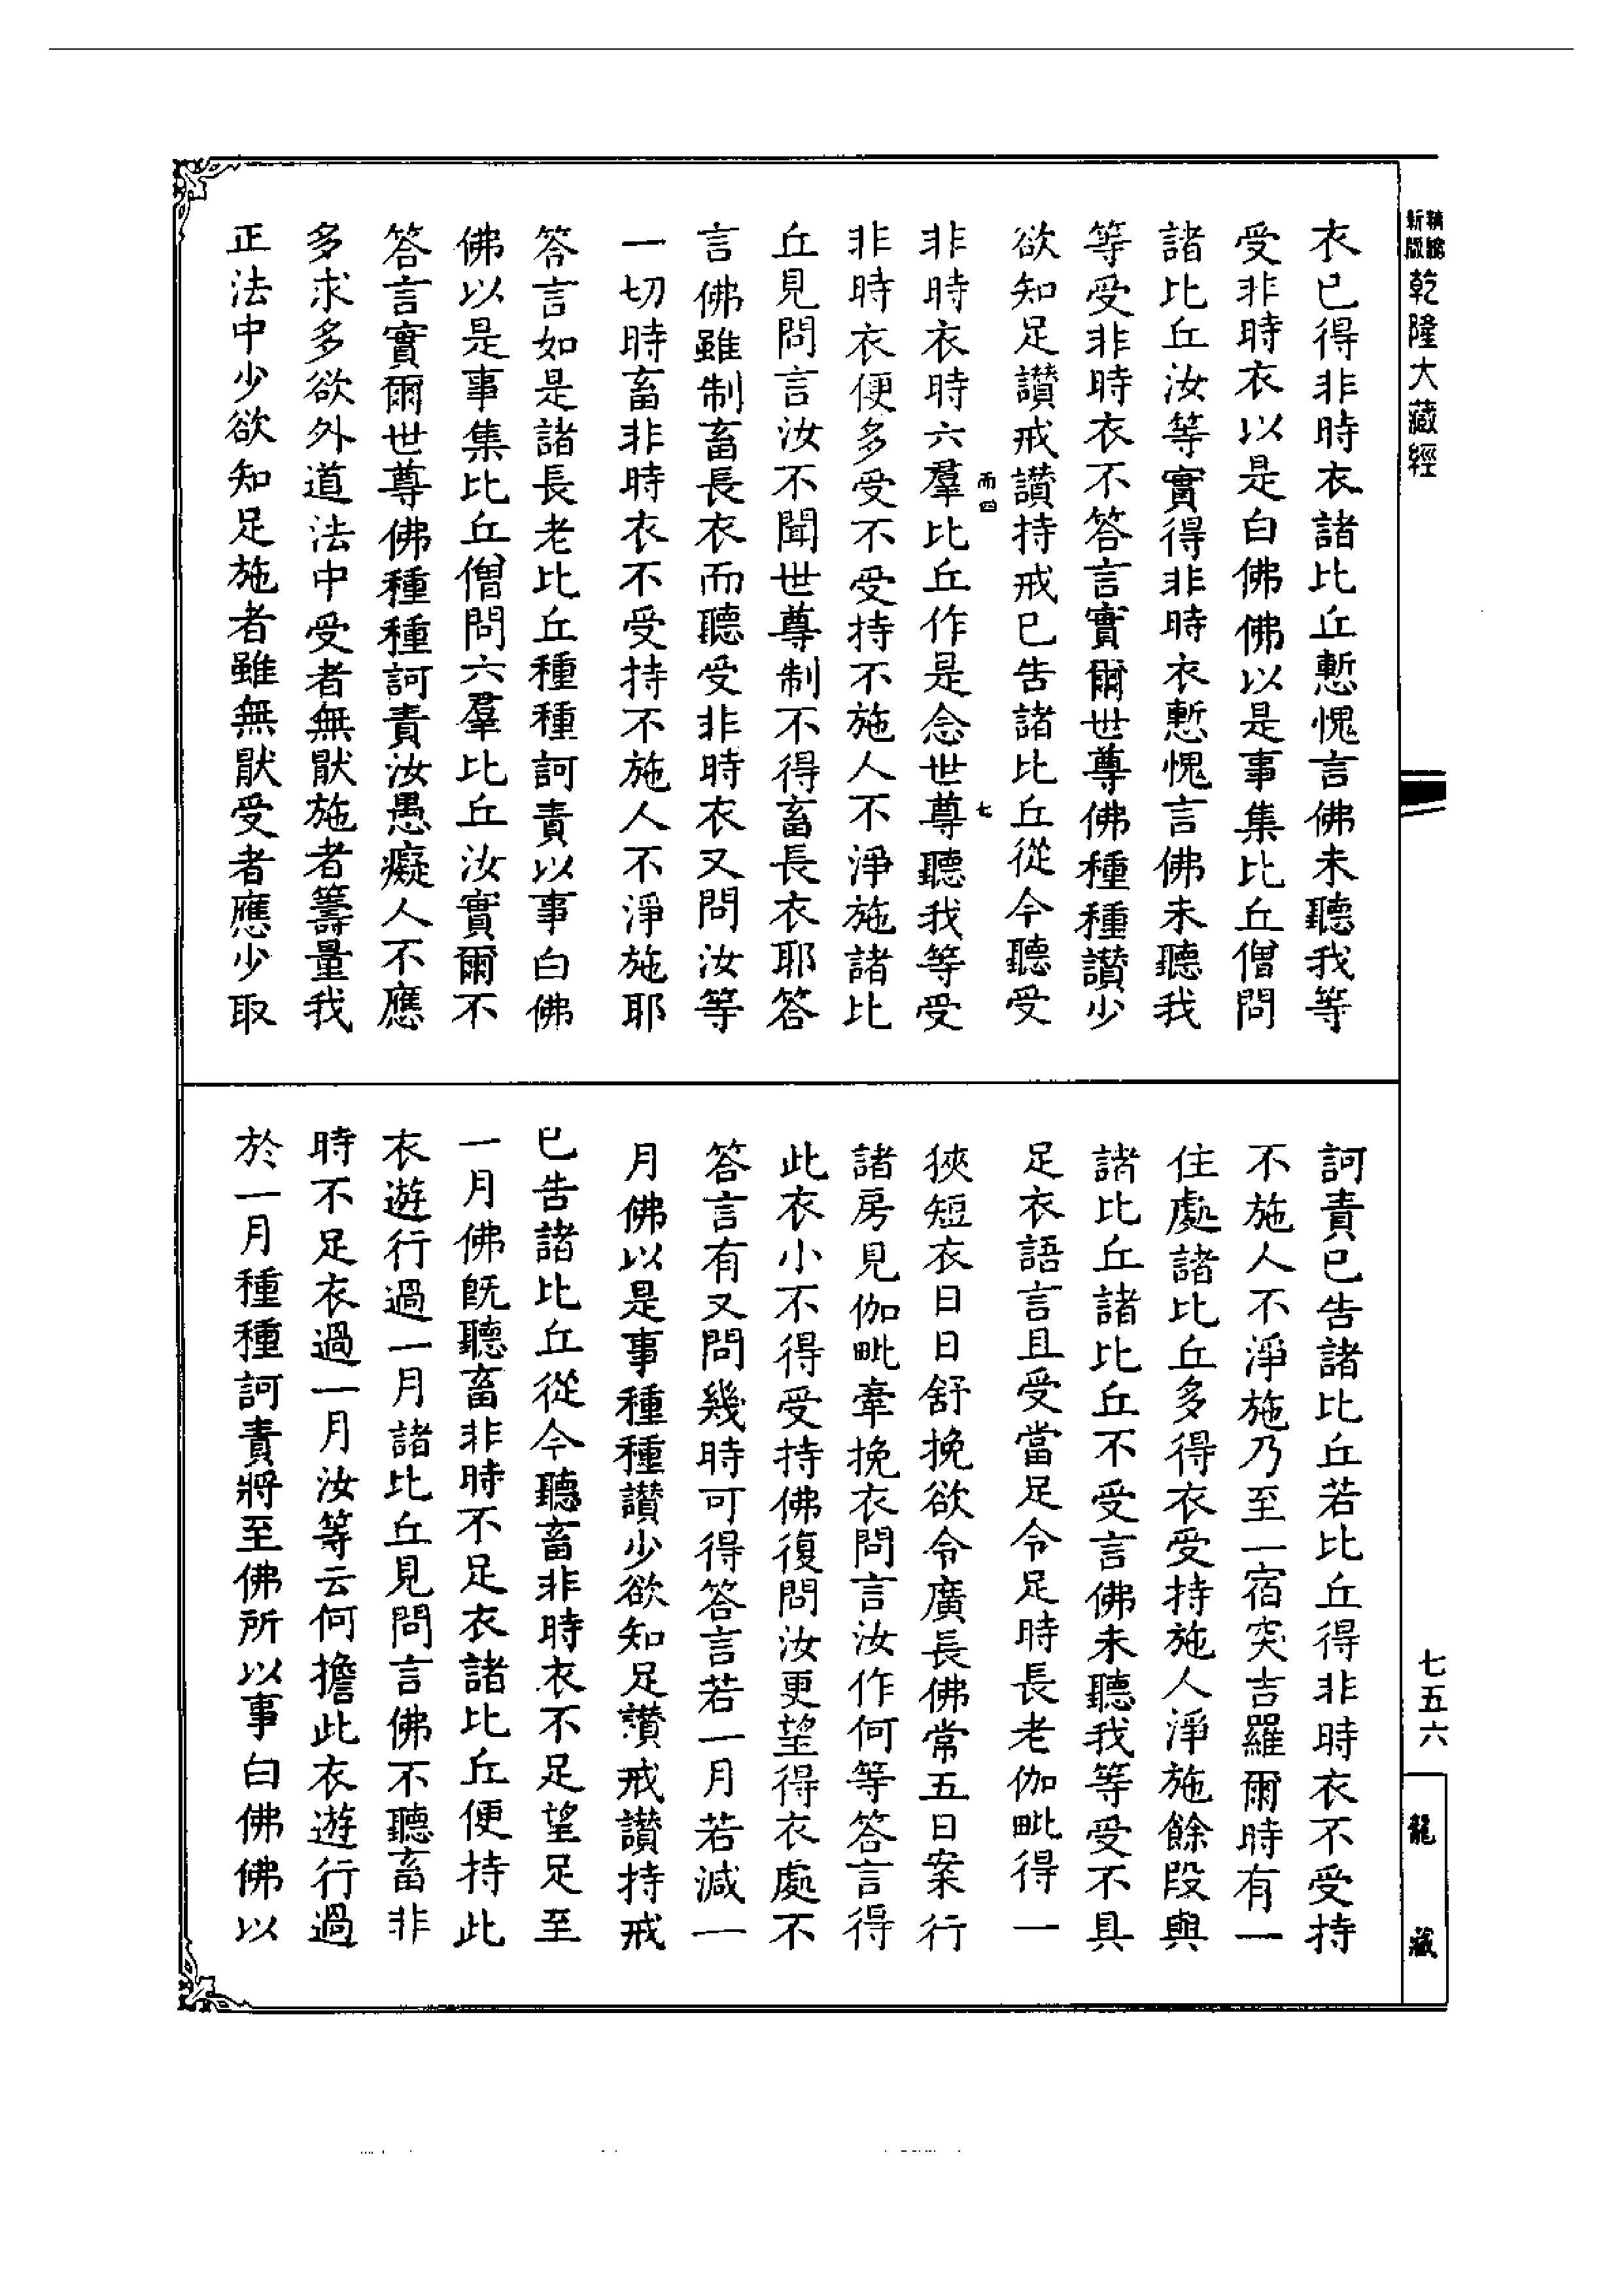 新版
精縮
乾隆大藏經
衣已得非時衣諸比丘慙愧言佛未聽我等
受非時衣以是白佛佛以是事集比丘僧問
諸比丘汝等實得非時衣慙愧言佛未聽我
等受非時衣不答言實爾世尊佛種種讚少
欲知足讚戒讚持戒已告諸比丘從今聽受
而四
七
非時衣時六羣比丘作是念世尊聽我等受
非時衣便多受不受持不施人不淨施諸比
丘見問言汝不聞世尊制不得畜長衣耶答
言佛雖制畜長衣而聽受非時衣又問汝等
一切時畜非時衣不受持不施人不淨施耶
答言如是諸長老比丘種種訶責以事白佛
佛以是事集比丘僧問六羣比丘汝實爾不
答言實爾世尊佛種種訶責汝愚癡人不應
多求多欲外道法中受者無猒施者籌量我
正法中少欲知足施者雖無猒受者應少取
訶責已告諸比丘若比丘得非時衣不受持
不施人不淨施乃至一宿突吉羅爾時有一
住處諸比丘多得衣受持施人淨施餘段與
諸比丘諸比丘不受言佛未聽我等受不具
足衣語言且受當足令足時長老伽毗得一
狹短衣日日舒挽欲令廣長佛常五日案行
諸房見伽毗牽挽衣問言汝作何等答言得
此衣小不得受持佛復問汝更望得衣處不
答言有又問幾時可得答言若一月若減一
月佛以是事種種讚少欲知足讚戒讚持戒
已告諸比丘從今聽畜非時衣不足望足至
一月佛旣聽畜非時不足衣諸比丘便持此
衣遊行過一月諸比丘見問言佛不聽畜非
時不足衣過一月汝等云何擔此衣遊行過
於一月種種訶責將至佛所以事白佛佛以
七五六
龍藏